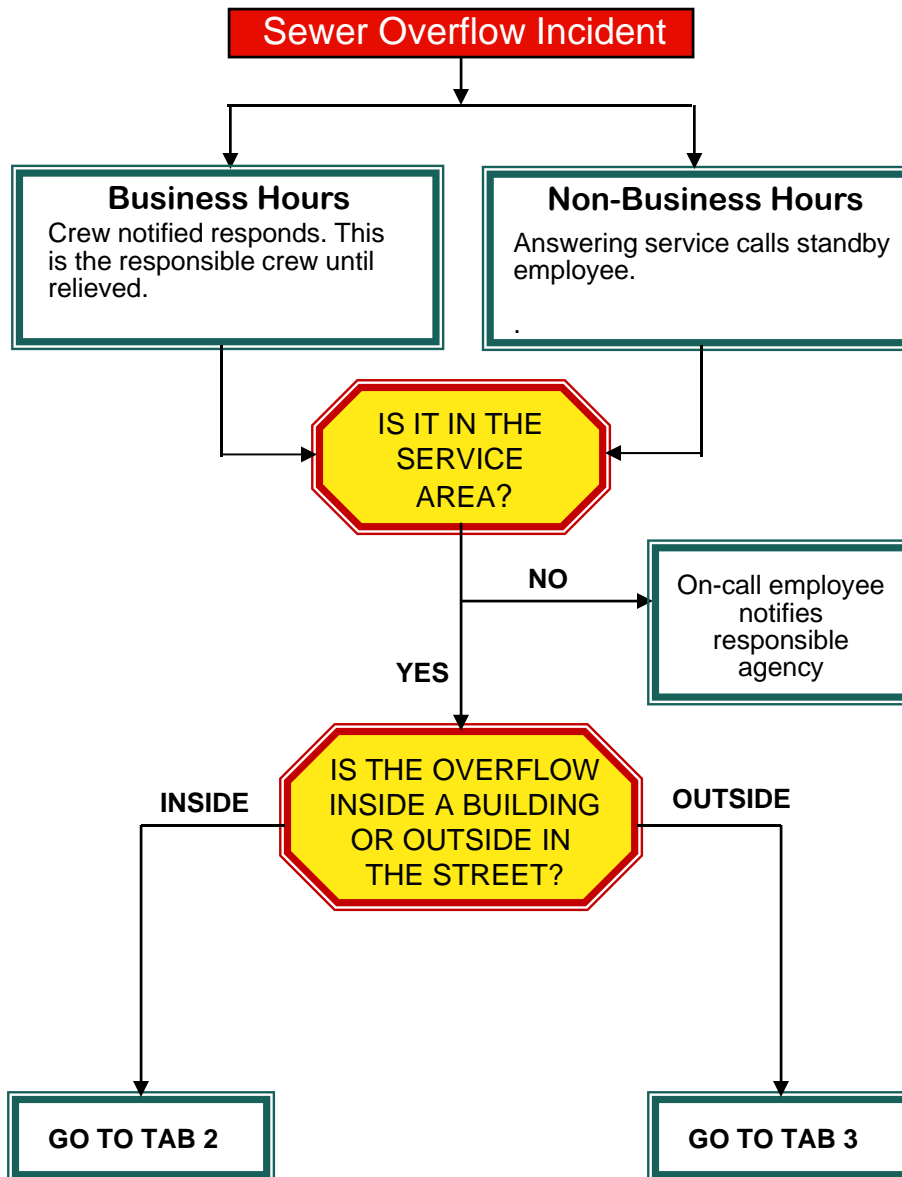 Sewer Overflow Incident
Business Hours
Crew notified responds. This
is the responsible crew until
relieved.
Non-Business Hours
Answering service calls standby
employee.
.
IS IT IN THE
SERVICE
AREA?
NO
On-call employee
notifies
responsible
agency
YES
IS THE OVERFLOW
INSIDE A BUILDING
OR OUTSIDE IN
THE STREET?
INSIDE
OUTSIDE
GO TO TAB 2
GO TO TAB 3